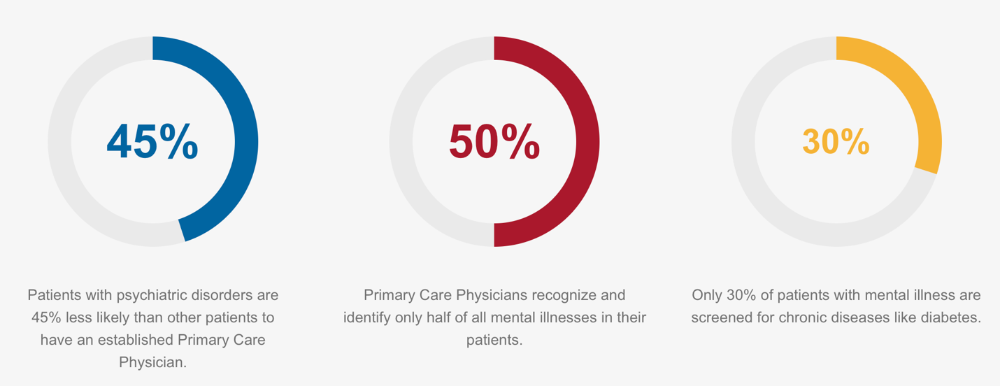 45%
Patients with psychiatric disorders are
45% less likely than other patients to
have an established Primary Care
Physician.
50%
Primary Care Physicians recognize and
identify only half of all mental illnesses in their
patients.
30%
Only 30% of patients with mental illness are
screened for chronic diseases like diabetes.